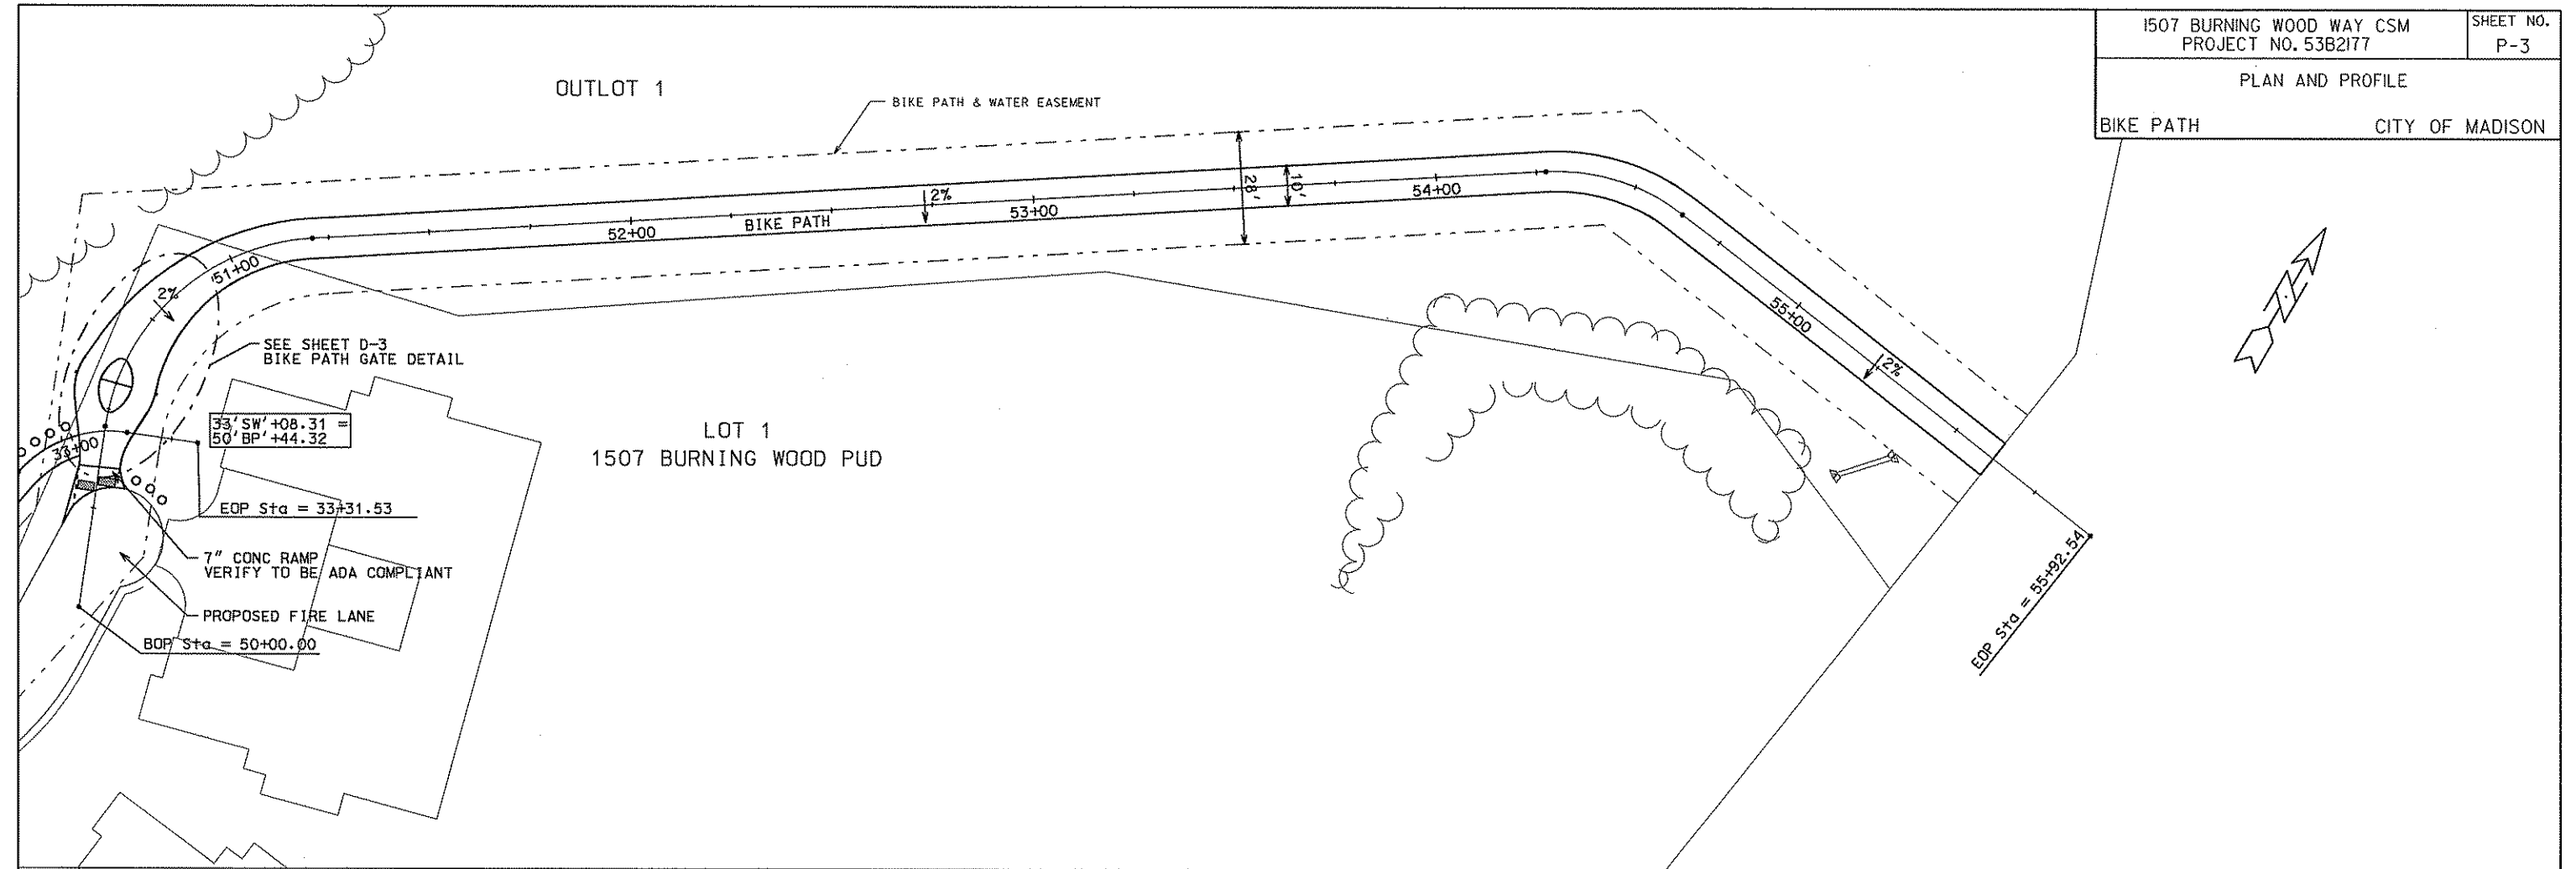 1507 BURNING WOOD WAY CSM
PROJECT NO. 53B2177
SHEET NO.
P-3
PLAN AND PROFILE
BIKE PATH
CITY OF MADISON
OUTLOT 1
BIKE PATH & WATER EASEMENT
28'
10'
2%
54+00
53+00
BIKE PATH
52+00
51+00
2%
55+00
2%
SEE SHEET D-3
BIKE PATH GATE DETAIL
33'SW'+08.31 =
50'BP'+44.32
33+00
LOT 1
1507 BURNING WOOD PUD
EOP Sta = 33+31.53
7" CONC RAMP
VERIFY TO BE ADA COMPLIANT
PROPOSED FIRE LANE
BOP Sta = 50+00.00
EOP Sta = 55+92.54